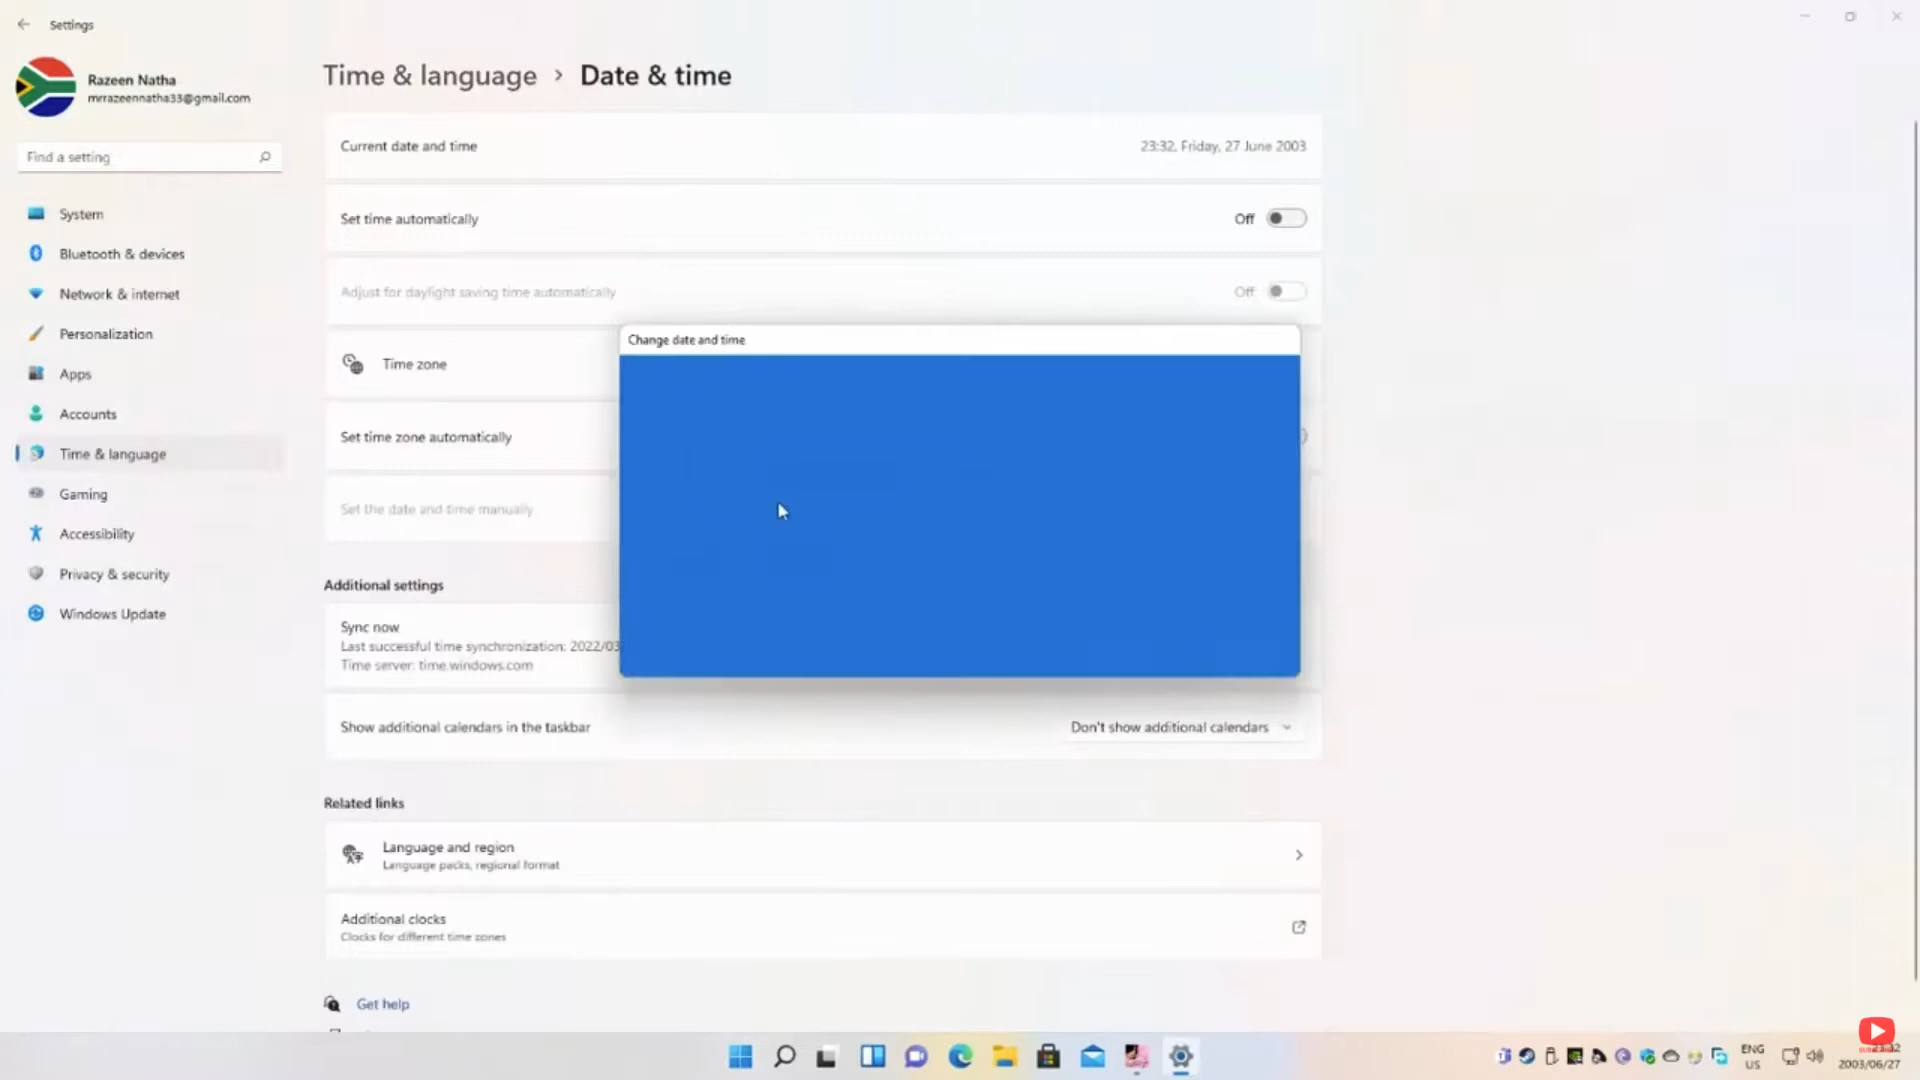 Settings
Razeen Natha
mrrazeennatha33@gmail.com
Find a setting
System
Bluetooth & devices
Network & internet
Personalization
Apps
Accounts
Time & language
Gaming
Accessibility
Privacy & security
Windows Update
Time & language > Date & time
Current date and time
23:32, Friday, 27 June 2003
Set time automatically
Off
Adjust for daylight saving time automatically
Off
Change date and time
Time zone
Set time zone automatically
Set the date and time manually
Additional settings
Sync now
Last successful time synchronization: 2022/03
Time server: time.windows.com
Show additional calendars in the taskbar
Don't show additional calendars
Related links
Language and region
Language packs, regional format
Additional clocks
Clocks for different time zones
Get help
ENG
US
2003/06/27